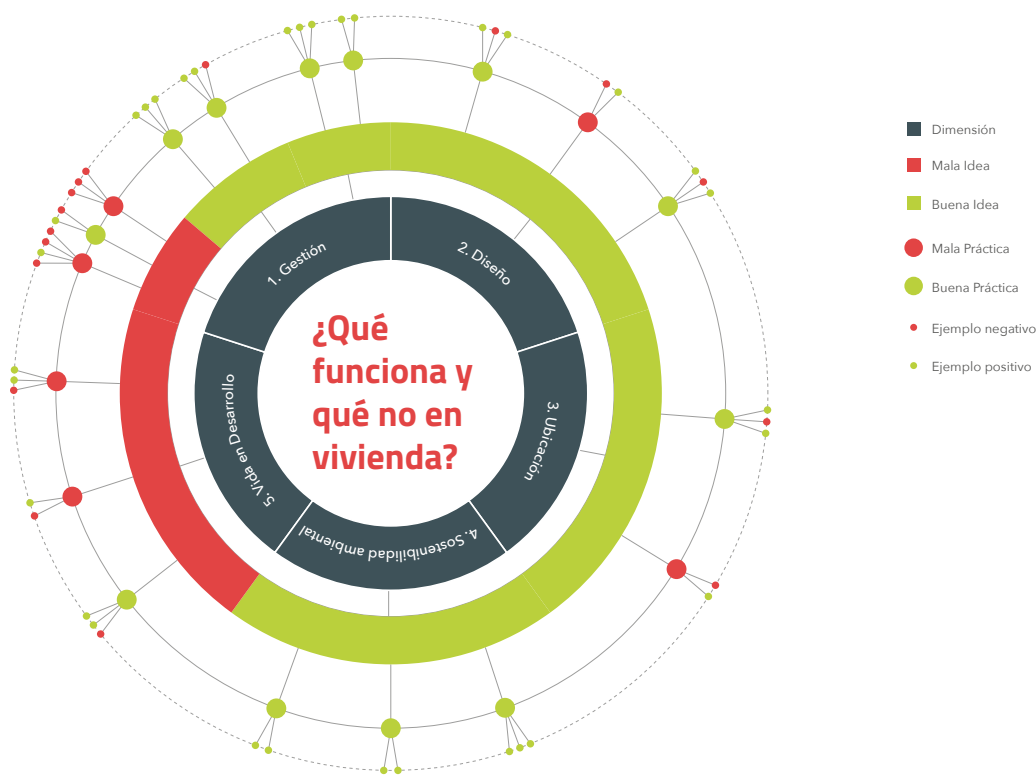 ¿Qué
funciona y
qué no en
vivienda?
1. Gestión
2. Diseño
3. Ubicación
4. Sostenibilidad ambiental
5. Vida en Desarrollo
Dimensión
Mala Idea
Buena Idea
Mala Práctica
Buena Práctica
Ejemplo negativo
Ejemplo positivo